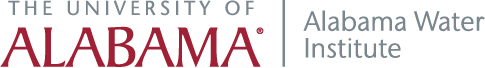 THE UNIVERSITY OF
ALABAMA®
Alabama Water
Institute